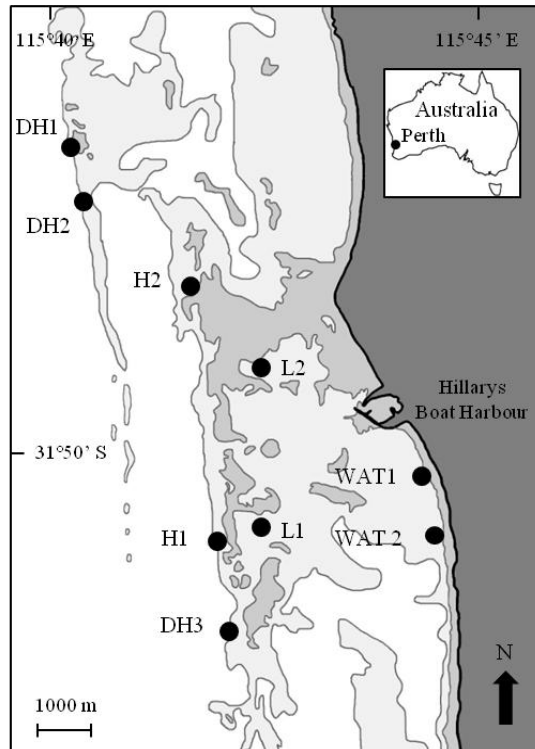 115°40' E
115°45' E
Australia
Perth
DH1
DH2
H2
L2
Hillarys
Boat Harbour
31°50' S
WAT1
L1
WAT 2
H1
DH3
N
1000 m